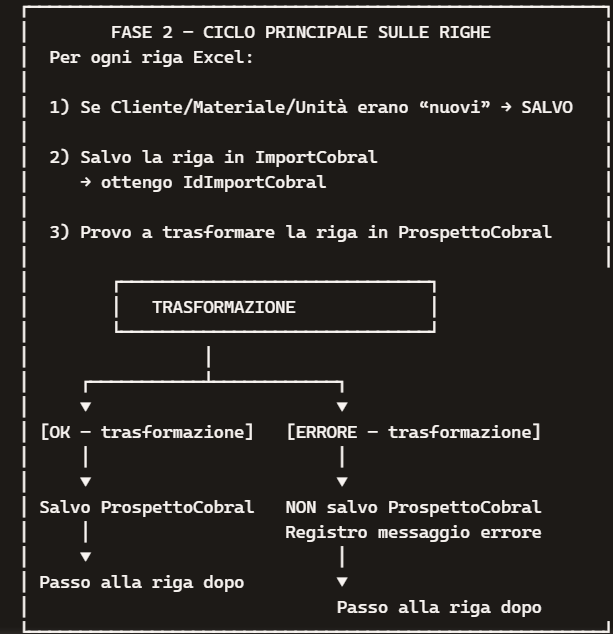 FASE 2 – CICLO PRINCIPALE SULLE RIGHE
Per ogni riga Excel:
1) Se Cliente/Materiale/Unità erano “nuovi” → SALVO
2) Salvo la riga in ImportCobral
→ ottengo IdImportCobral
3) Provo a trasformare la riga in ProspettoCobral
TRASFORMAZIONE
[OK – trasformazione] [ERRORE – trasformazione]
Salvo ProspettoCobral NON salvo ProspettoCobral
Registro messaggio errore
Passo alla riga dopo
Passo alla riga dopo